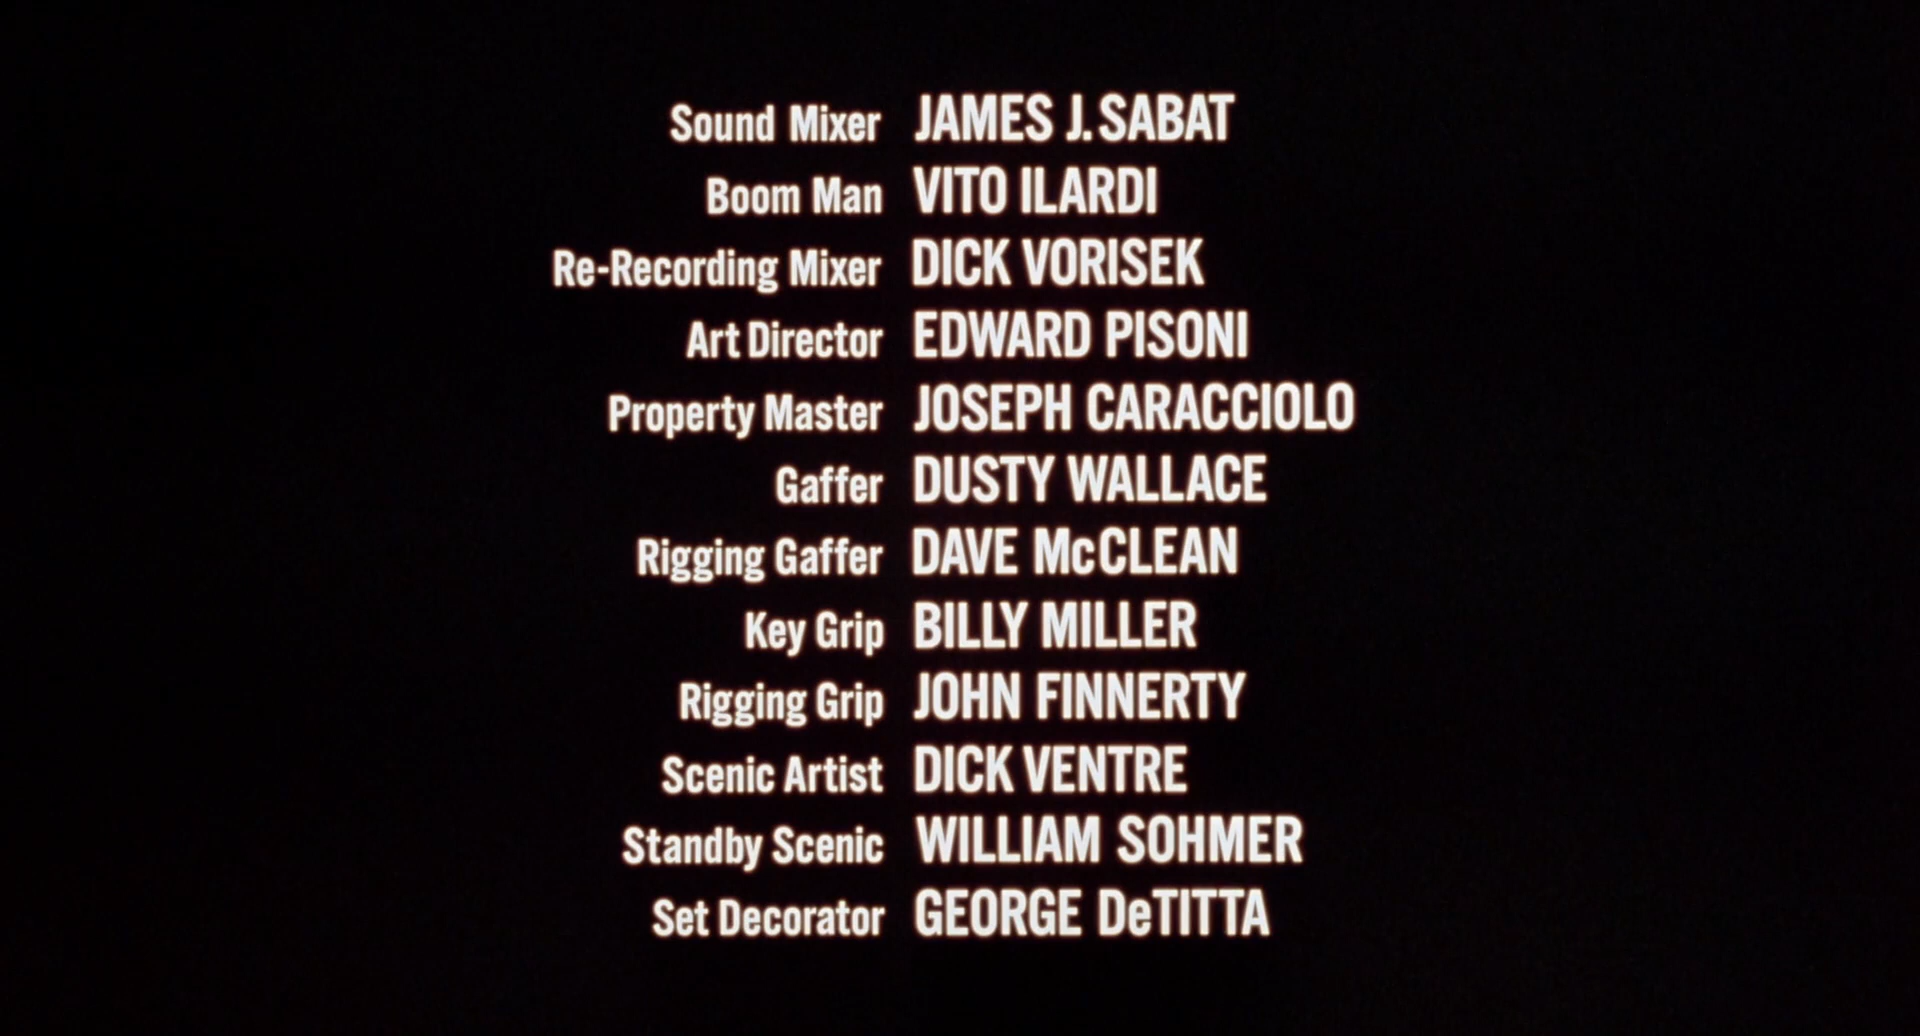 Sound Mixer JAMES J. SABAT
Boom Man VITO ILARDI
Re-Recording Mixer DICK VORISEK
Art Director EDWARD PISONI
Property Master JOSEPH CARACCIOLO
Gaffer DUSTY WALLACE
Rigging Gaffer DAVE McCLEAN
Key Grip BILLY MILLER
Rigging Grip JOHN FINNERTY
Scenic Artist DICK VENTRE
Standby Scenic WILLIAM SOHMER
Set Decorator GEORGE DeTITTA